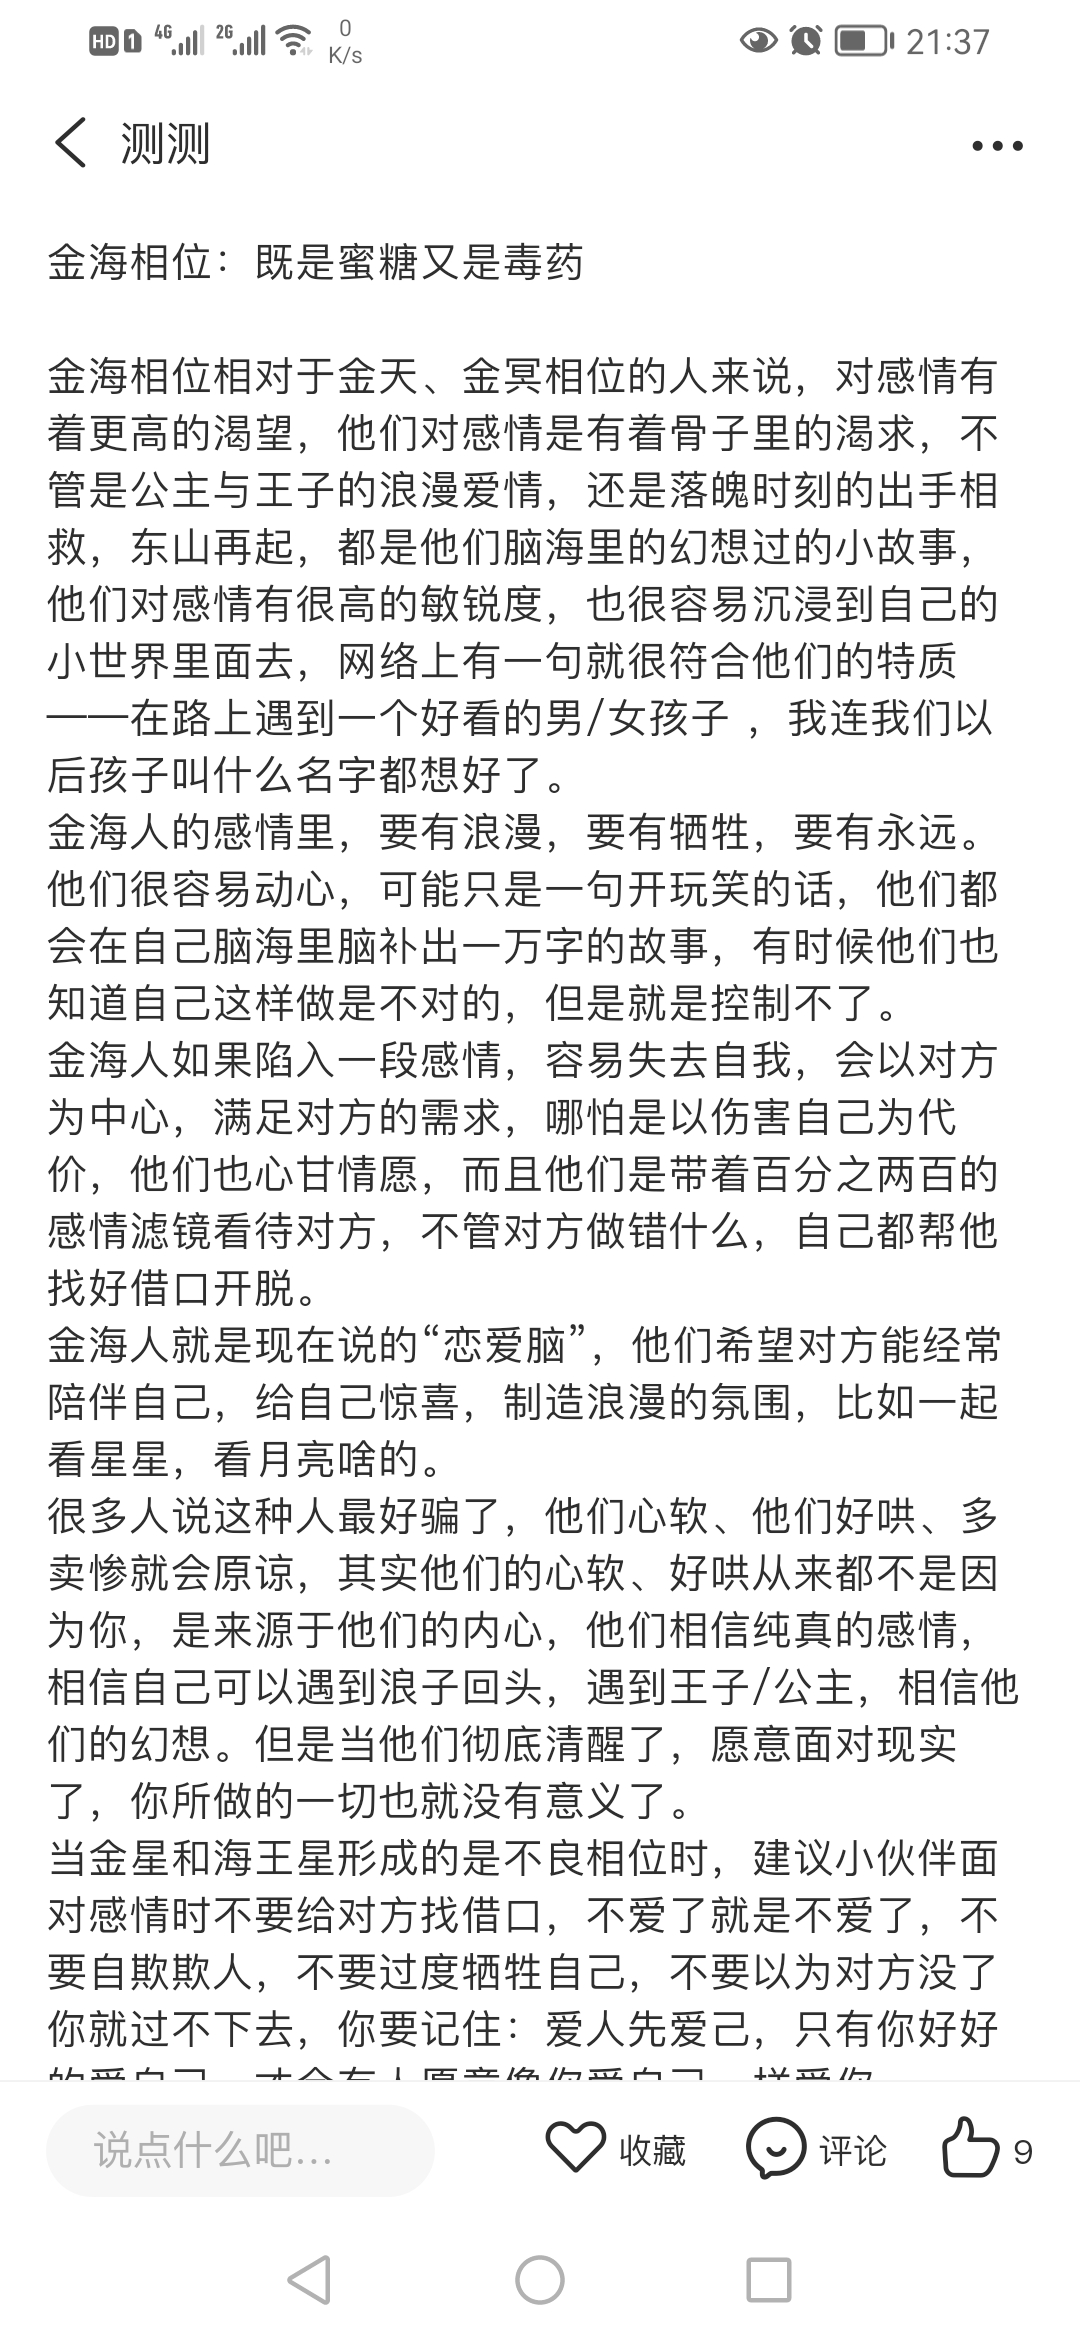 HD 1 4G 2G 0 K/s 21:37
测测
金海相位：既是蜜糖又是毒药
金海相位相对于金天、金冥相位的人来说，对感情有
着更高的渴望，他们对感情是有着骨子里的渴求，不
管是公主与王子的浪漫爱情，还是落魄时刻的出手相
救，东山再起，都是他们脑海里的幻想过的小故事，
他们对感情有很高的敏锐度，也很容易沉浸到自己的
小世界里面去，网络上有一句就很符合他们的特质
——在路上遇到一个好看的男/女孩子 ，我连我们以
后孩子叫什么名字都想好了。
金海人的感情里，要有浪漫，要有牺牲，要有永远。
他们很容易动心，可能只是一句开玩笑的话，他们都
会在自己脑海里脑补出一万字的故事，有时候他们也
知道自己这样做是不对的，但是就是控制不了。
金海人如果陷入一段感情，容易失去自我，会以对方
为中心，满足对方的需求，哪怕是以伤害自己为代
价，他们也心甘情愿，而且他们是带着百分之两百的
感情滤镜看待对方，不管对方做错什么，自己都帮他
找好借口开脱。
金海人就是现在说的“恋爱脑”，他们希望对方能经常
陪伴自己，给自己惊喜，制造浪漫的氛围，比如一起
看星星，看月亮啥的。
很多人说这种人最好骗了，他们心软、他们好哄、多
卖惨就会原谅，其实他们的心软、好哄从来都不是因
为你，是来源于他们的内心，他们相信纯真的感情，
相信自己可以遇到浪子回头，遇到王子/公主，相信他
们的幻想。但是当他们彻底清醒了，愿意面对现实
了，你所做的一切也就没有意义了。
当金星和海王星形成的是不良相位时，建议小伙伴面
对感情时不要给对方找借口，不爱了就是不爱了，不
要自欺欺人，不要过度牺牲自己，不要以为对方没了
你就过不下去，你要记住：爱人先爱己，只有你好好
的爱自己，才会有人愿意像你爱自己一样爱你
说点什么吧... 收藏 评论 9